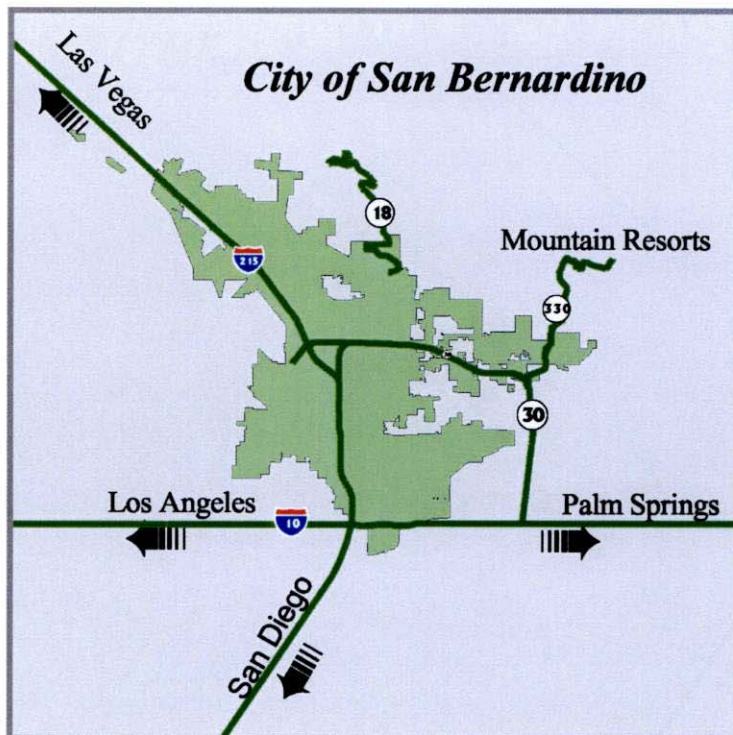 City of San Bernardino
Las Vegas
18
Mountain Resorts
215
330
30
Los Angeles
10
Palm Springs
San Diego